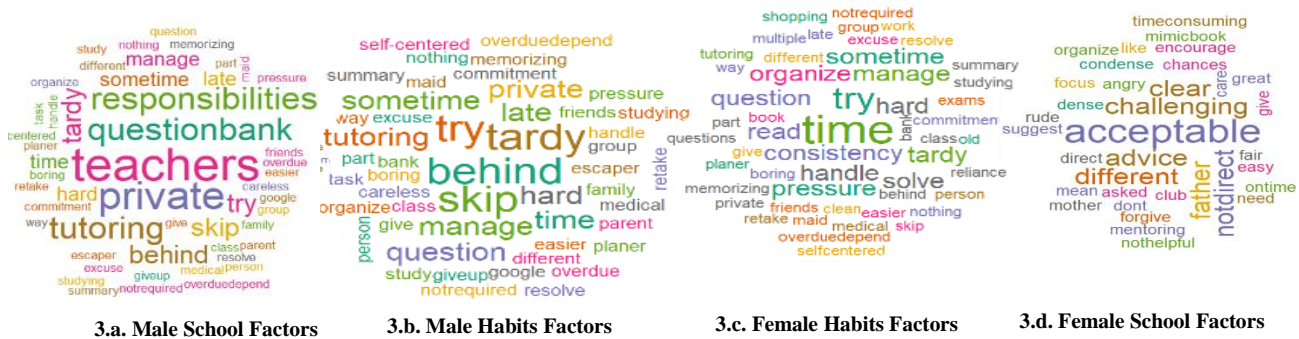 question
study nothing memorizing
different manage part
organize sometime late maid pressure
responsibilities
task handle tardy questionbank
centered
planer teachers friends
time overdue
boring easier
retake private careless
hard try google
commitment group
way tutoring give skip family
behind class parent
escaper resolve
excuse giveup medical person
studying
summary notrequired overduedepend
self-centered overduedepend
nothing memorizing
summary maid commitment
sometime private pressure
way excuse late friends studying
tutoring try tardy handle
group
part bank behind escaper
task boring
careless skip hard family retake
organize class medical
person give manage time parent
question easier planer
different
study giveup google overdue
notrequired resolve
shopping notrequired
multiple late group work
excuse resolve
tutoring different sometime
way organize manage summary
studying
question try hard exams
part book bank commitmen
questions read time class old
give consistency tardy
planer handle reliance
boring solve
memorizing pressure behind person
private
friends clean easier nothing
retake maid medical skip
overduedepend
selfcentered
timeconsuming
mimicbook
organize like encourage
condense chances
focus angry clear care great
dense challenging give
rude
suggest acceptable
direct advice fair
different easy
mean asked club father notdirect ontime
mother dont need
forgive
mentoring
nothelpful
3.a. Male School Factors
3.b. Male Habits Factors
3.c. Female Habits Factors
3.d. Female School Factors